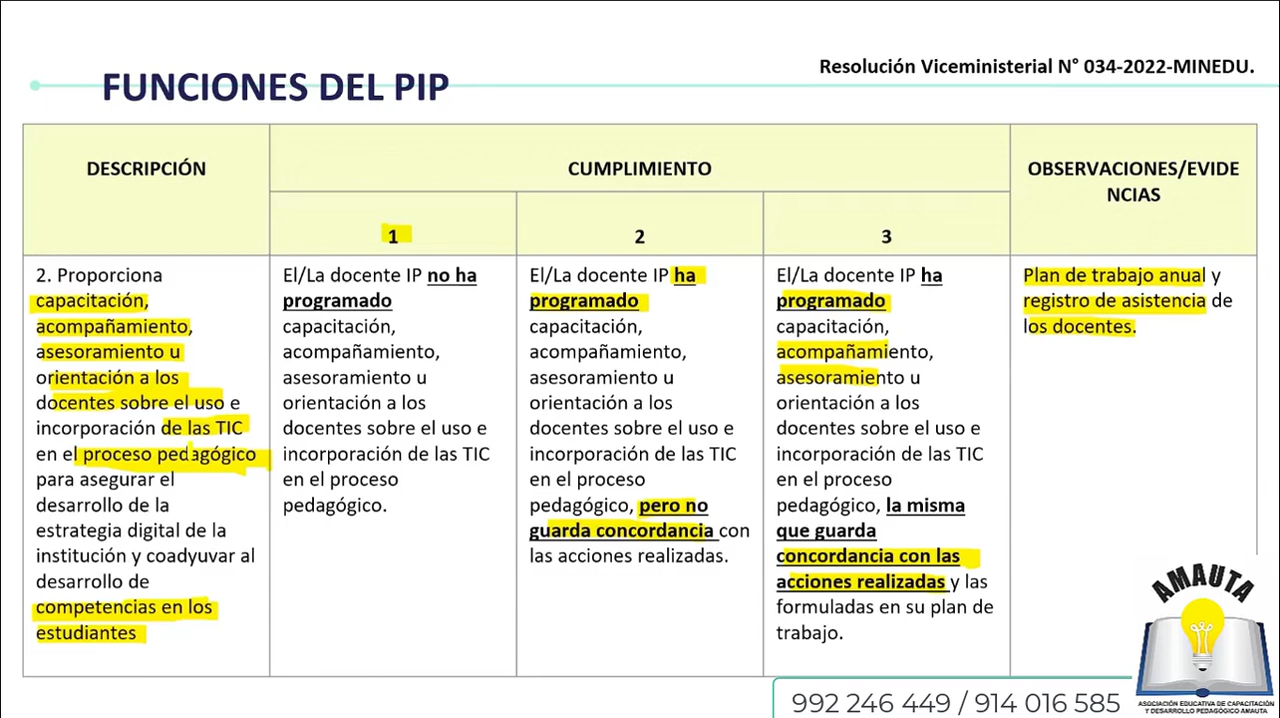 Resolución Viceministerial N° 034-2022-MINEDU.
FUNCIONES DEL PIP
DESCRIPCIÓN
CUMPLIMIENTO
OBSERVACIONES/EVIDE
NCIAS
1
2
3
2. Proporciona
capacitación,
acompañamiento,
asesoramiento u
orientación a los
docentes sobre el uso e
incorporación de las TIC
en el proceso pedagógico
para asegurar el
desarrollo de la
estrategia digital de la
institución y coadyuvar al
desarrollo de
competencias en los
estudiantes
El/La docente IP no ha
programado
capacitación,
acompañamiento,
asesoramiento u
orientación a los
docentes sobre el uso e
incorporación de las TIC
en el proceso
pedagógico.
El/La docente IP ha
programado
capacitación,
acompañamiento,
asesoramiento u
orientación a los
docentes sobre el uso e
incorporación de las TIC
en el proceso
pedagógico, pero no
guarda concordancia con
las acciones realizadas.
El/La docente IP ha
programado
capacitación,
acompañamiento,
asesoramiento u
orientación a los
docentes sobre el uso e
incorporación de las TIC
en el proceso
pedagógico, la misma
que guarda
concordancia con las
acciones realizadas y las
formuladas en su plan de
trabajo.
Plan de trabajo anual y
registro de asistencia de
los docentes.
AMAUTA
ASOCIACIÓN EDUCATIVA DE CAPACITACIÓN
Y DESARROLLO PEDAGÓGICO AMAUTA
992 246 449 / 914 016 585